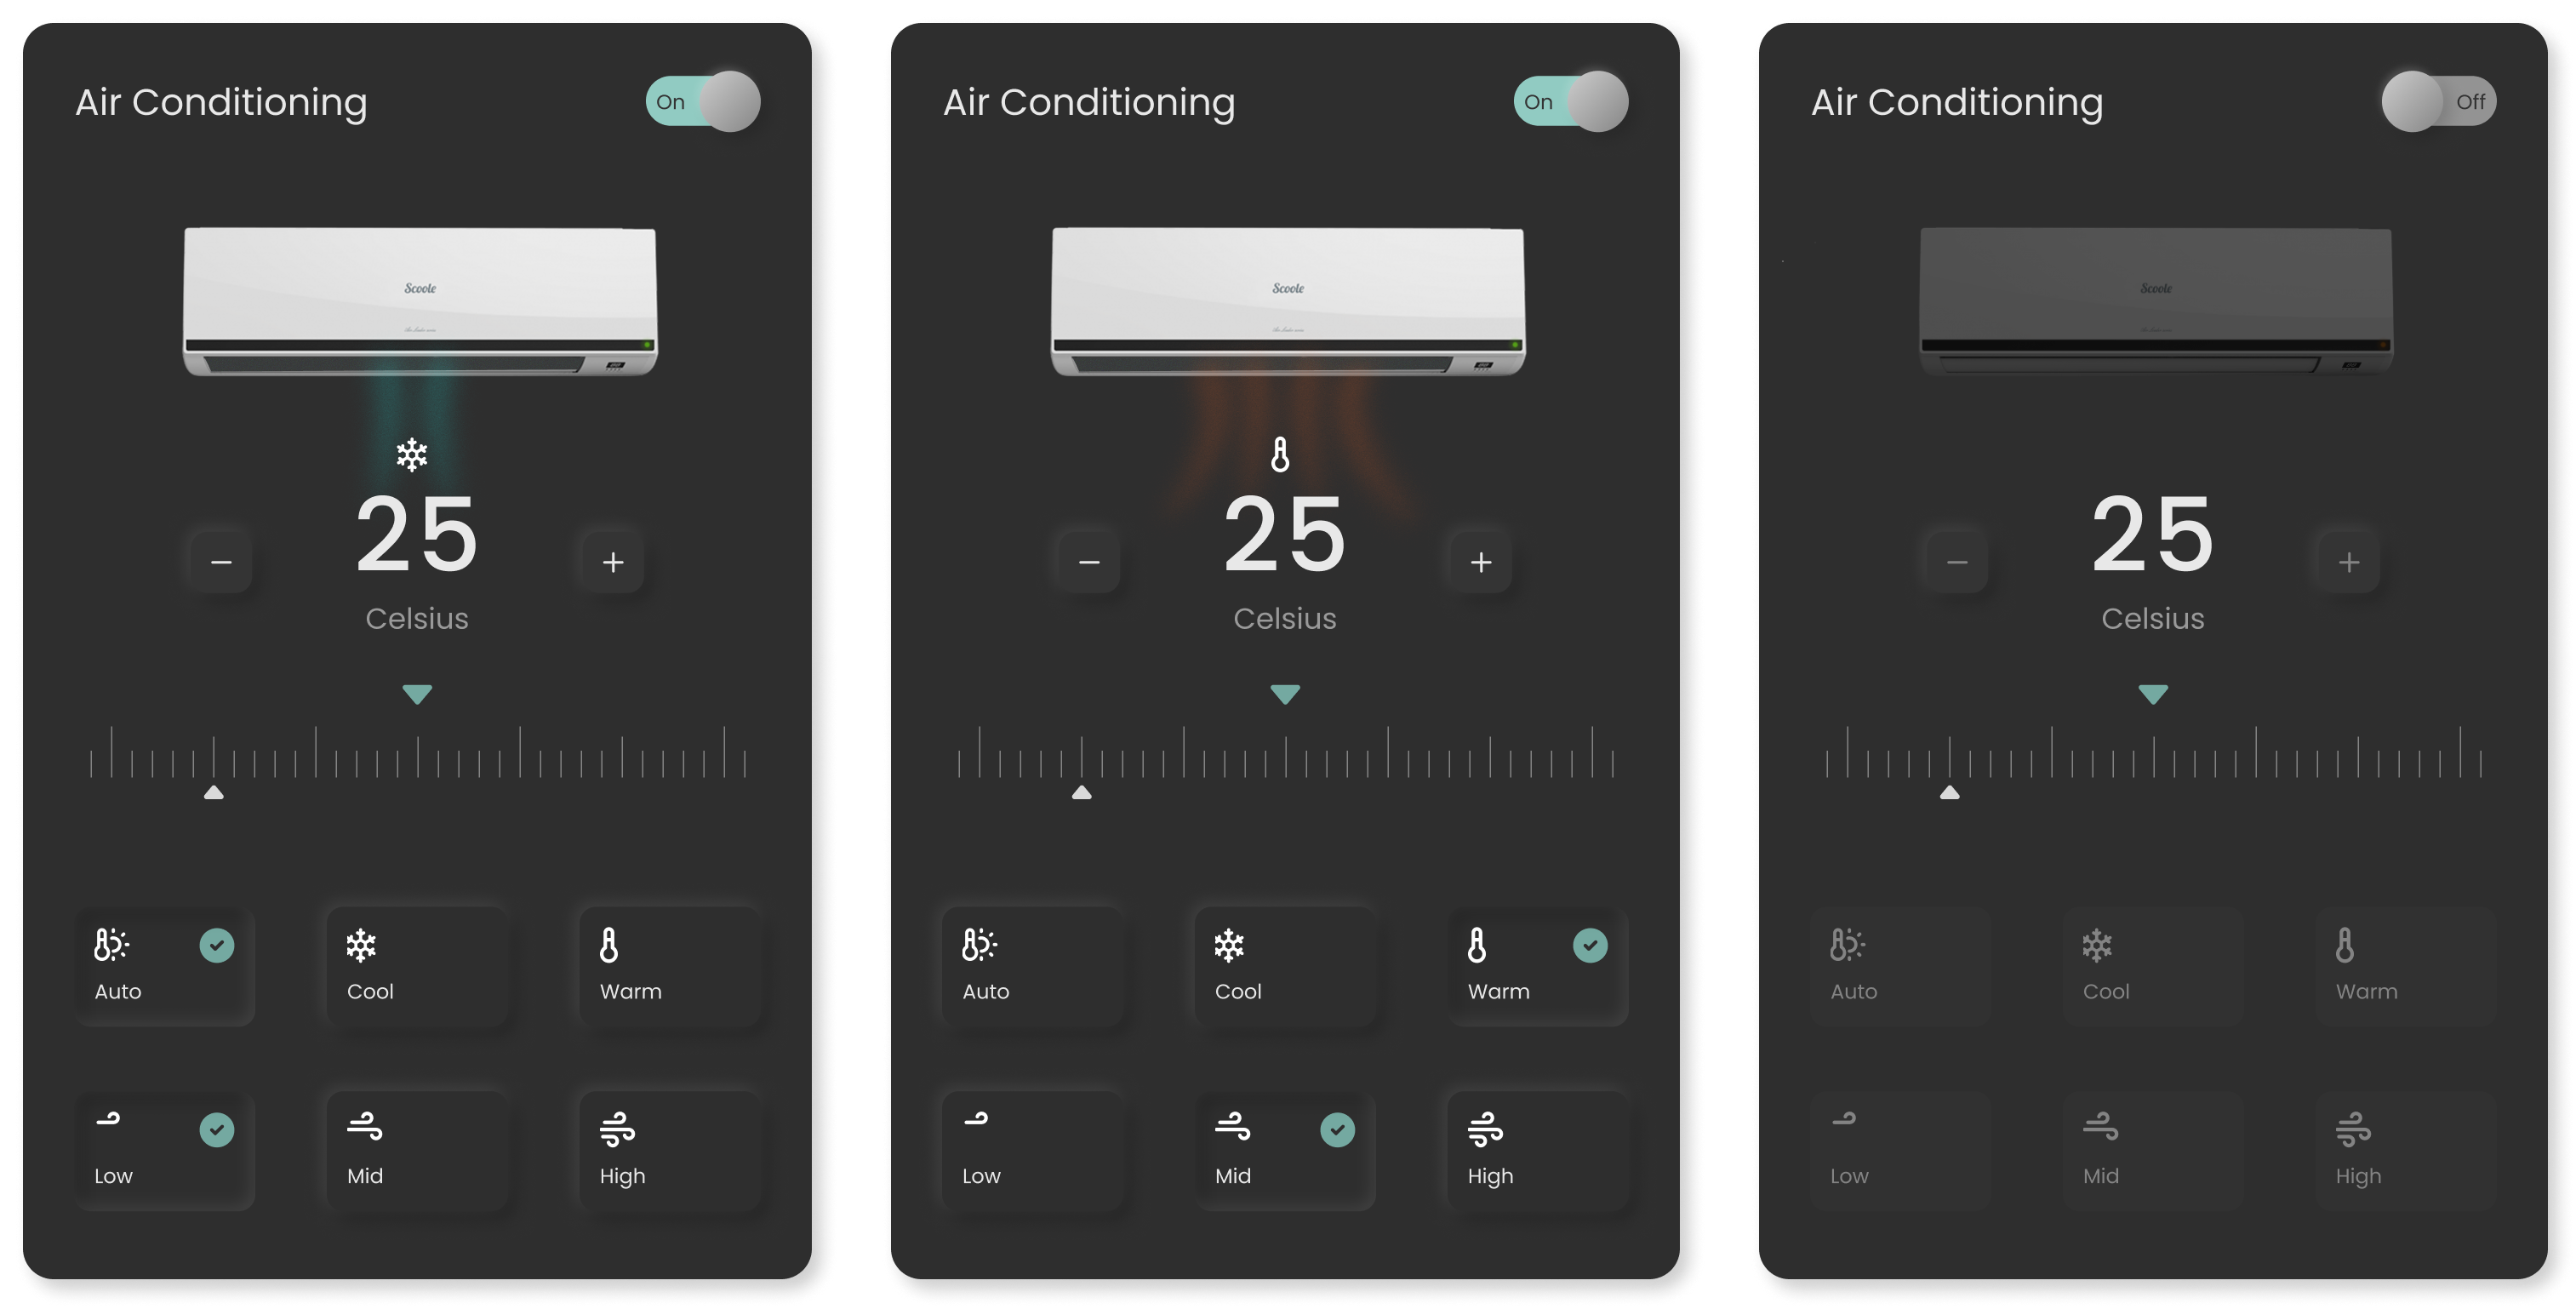 Air Conditioning
On
Scoole
25
Celsius
Auto
Cool
Warm
Low
Mid
High
Air Conditioning
On
Scoole
25
Celsius
Auto
Cool
Warm
Low
Mid
High
Air Conditioning
Off
Scoole
25
Celsius
Auto
Cool
Warm
Low
Mid
High